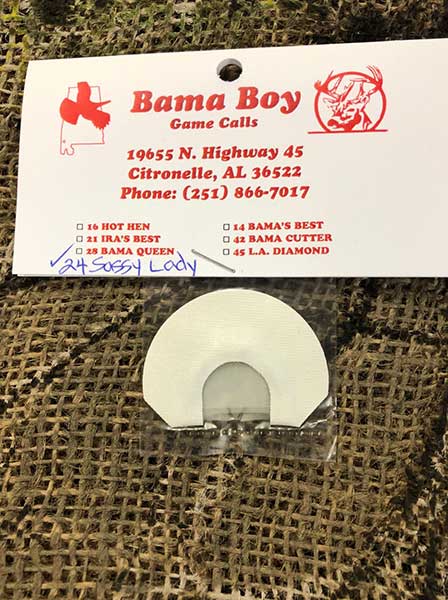 Bama Boy
Game Calls
19655 N. Highway 45
Citronelle, AL 36522
Phone: (251) 866-7017
16 HOT HEN
14 BAMA'S BEST
21 IRA'S BEST
42 BAMA CUTTER
28 BAMA QUEEN
45 L.A. DIAMOND
✓24 Sassy Lady